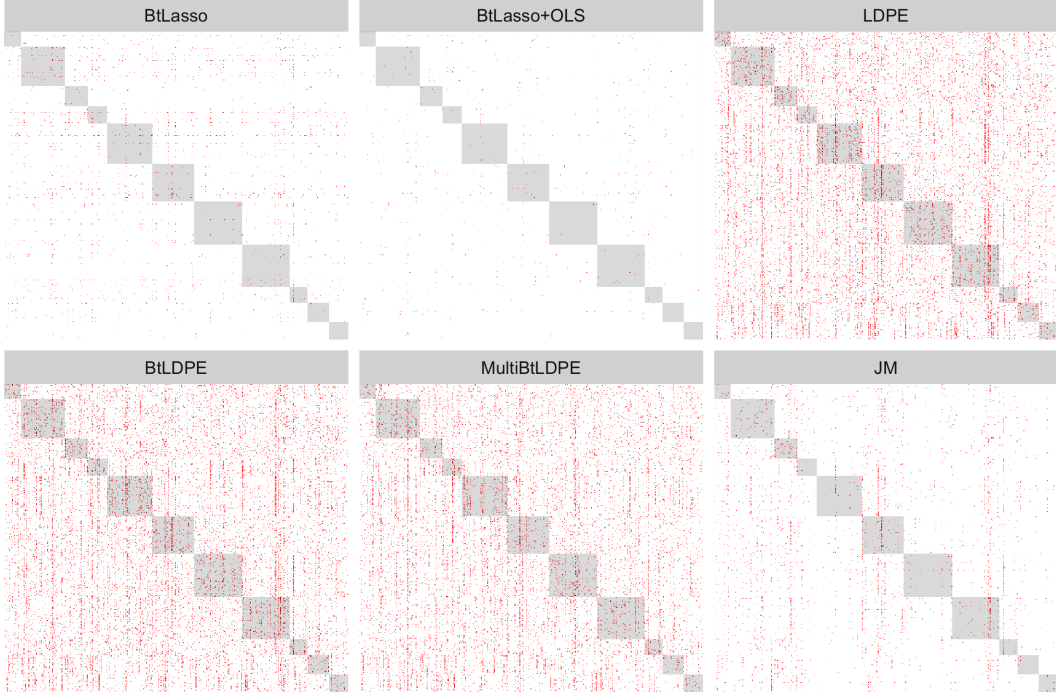 BtLasso
BtLasso+OLS
LDPE
BtLDPE
MultiBtLDPE
JM